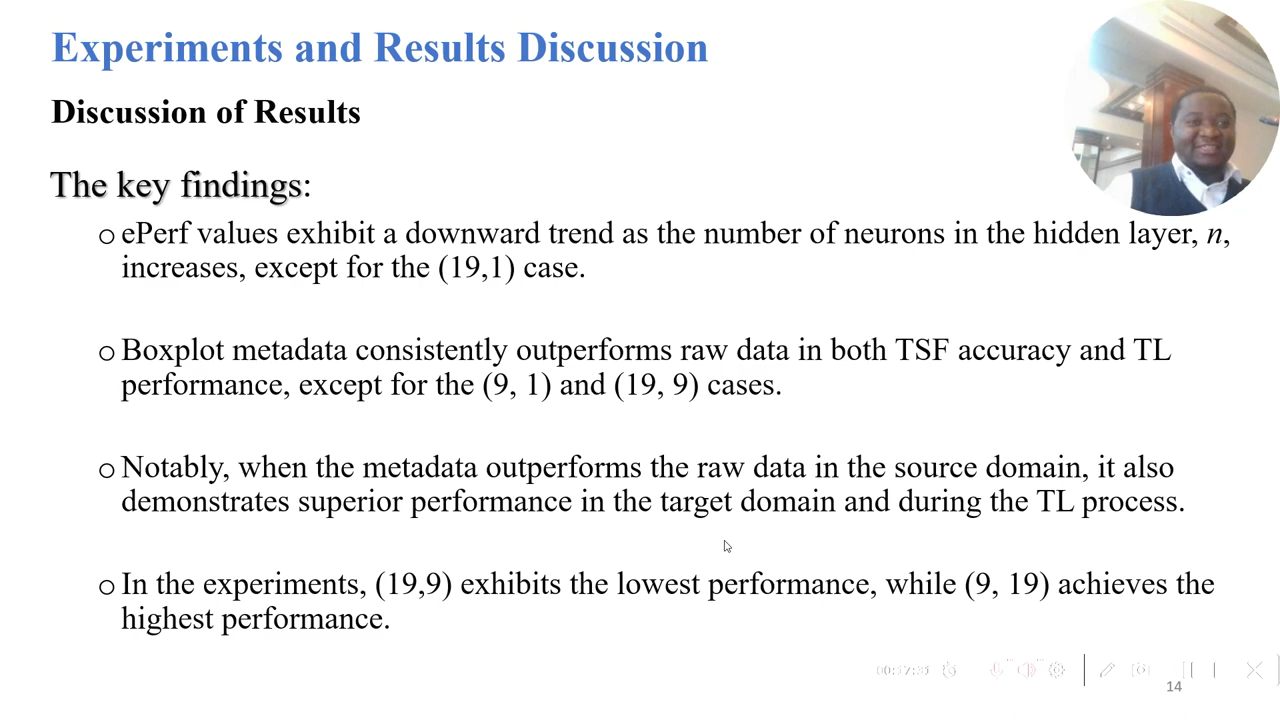 Experiments and Results Discussion
Discussion of Results
The key findings:
o ePerf values exhibit a downward trend as the number of neurons in the hidden layer, n,
increases, except for the (19,1) case.
o Boxplot metadata consistently outperforms raw data in both TSF accuracy and TL
performance, except for the (9, 1) and (19, 9) cases.
o Notably, when the metadata outperforms the raw data in the source domain, it also
demonstrates superior performance in the target domain and during the TL process.
o In the experiments, (19,9) exhibits the lowest performance, while (9, 19) achieves the
highest performance.
14